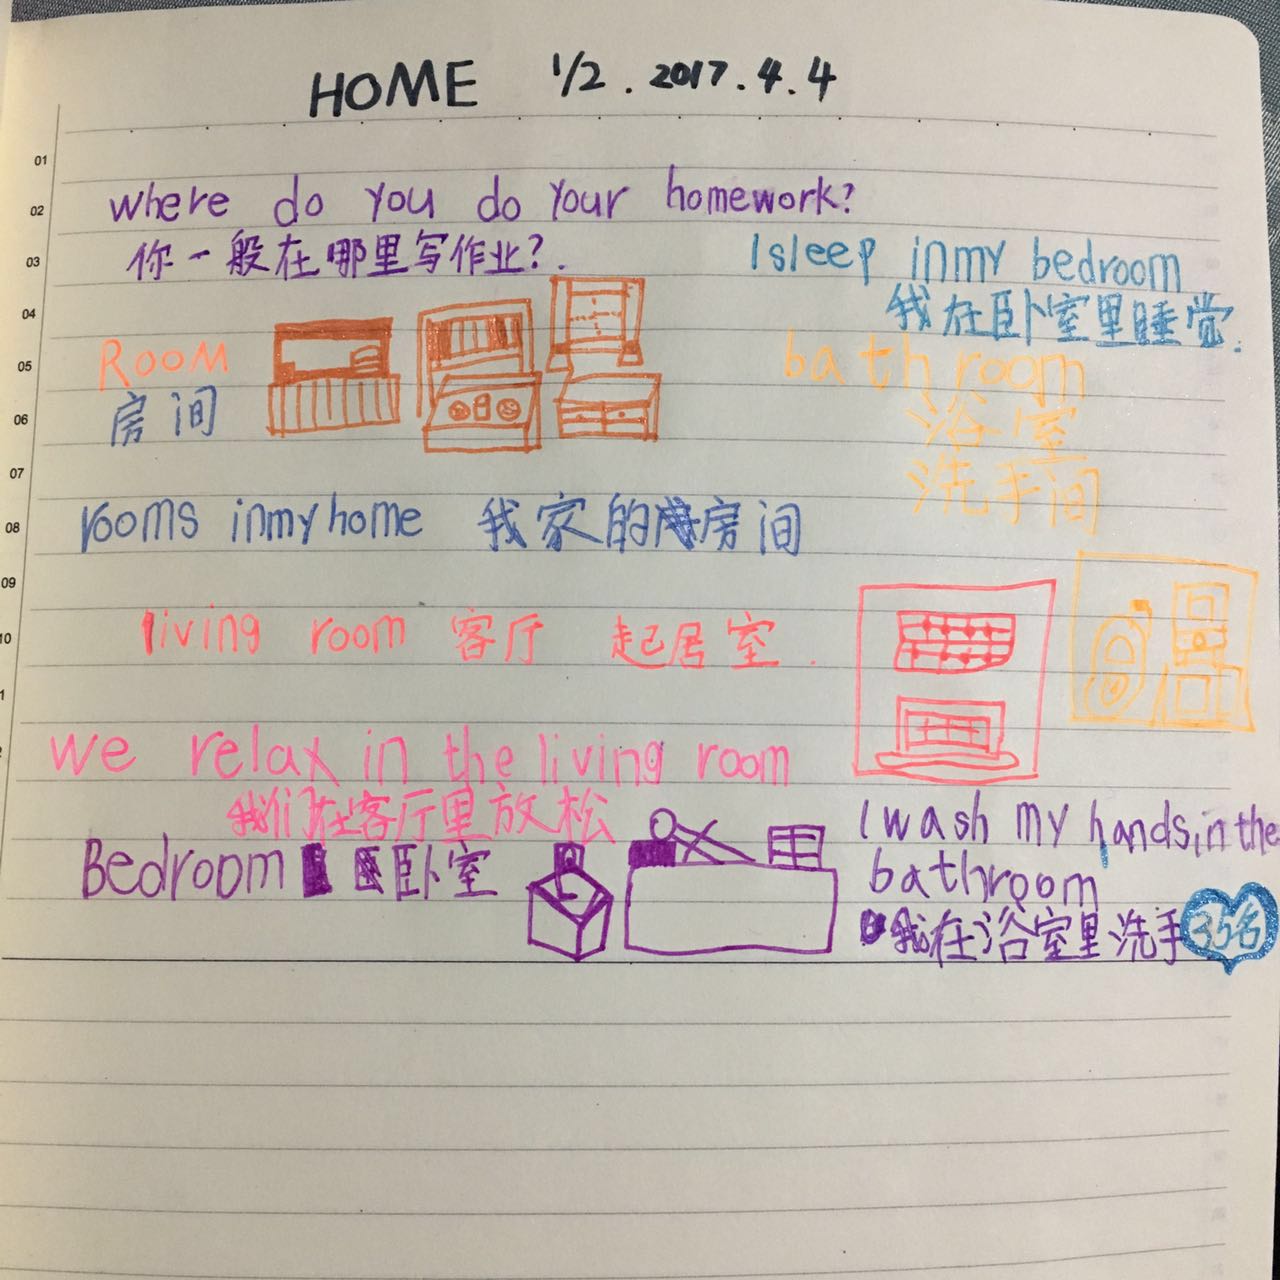 HOME 1/2 . 2017 . 4 . 4
01
02
03
04
05
06
07
08
09
10
where do you do your homework?
你一般在哪里写作业?.
ROOM
房间
rooms inmy home 我家的房间
living room 客厅 起居室.
we relax in the living room
我们在客厅里放松
Bedroom 卧室
I sleep inmy bedroom
我在卧室里睡觉.
bath room
浴室
洗手间
I wash my hands,in the
bathroom
我在浴室里洗手